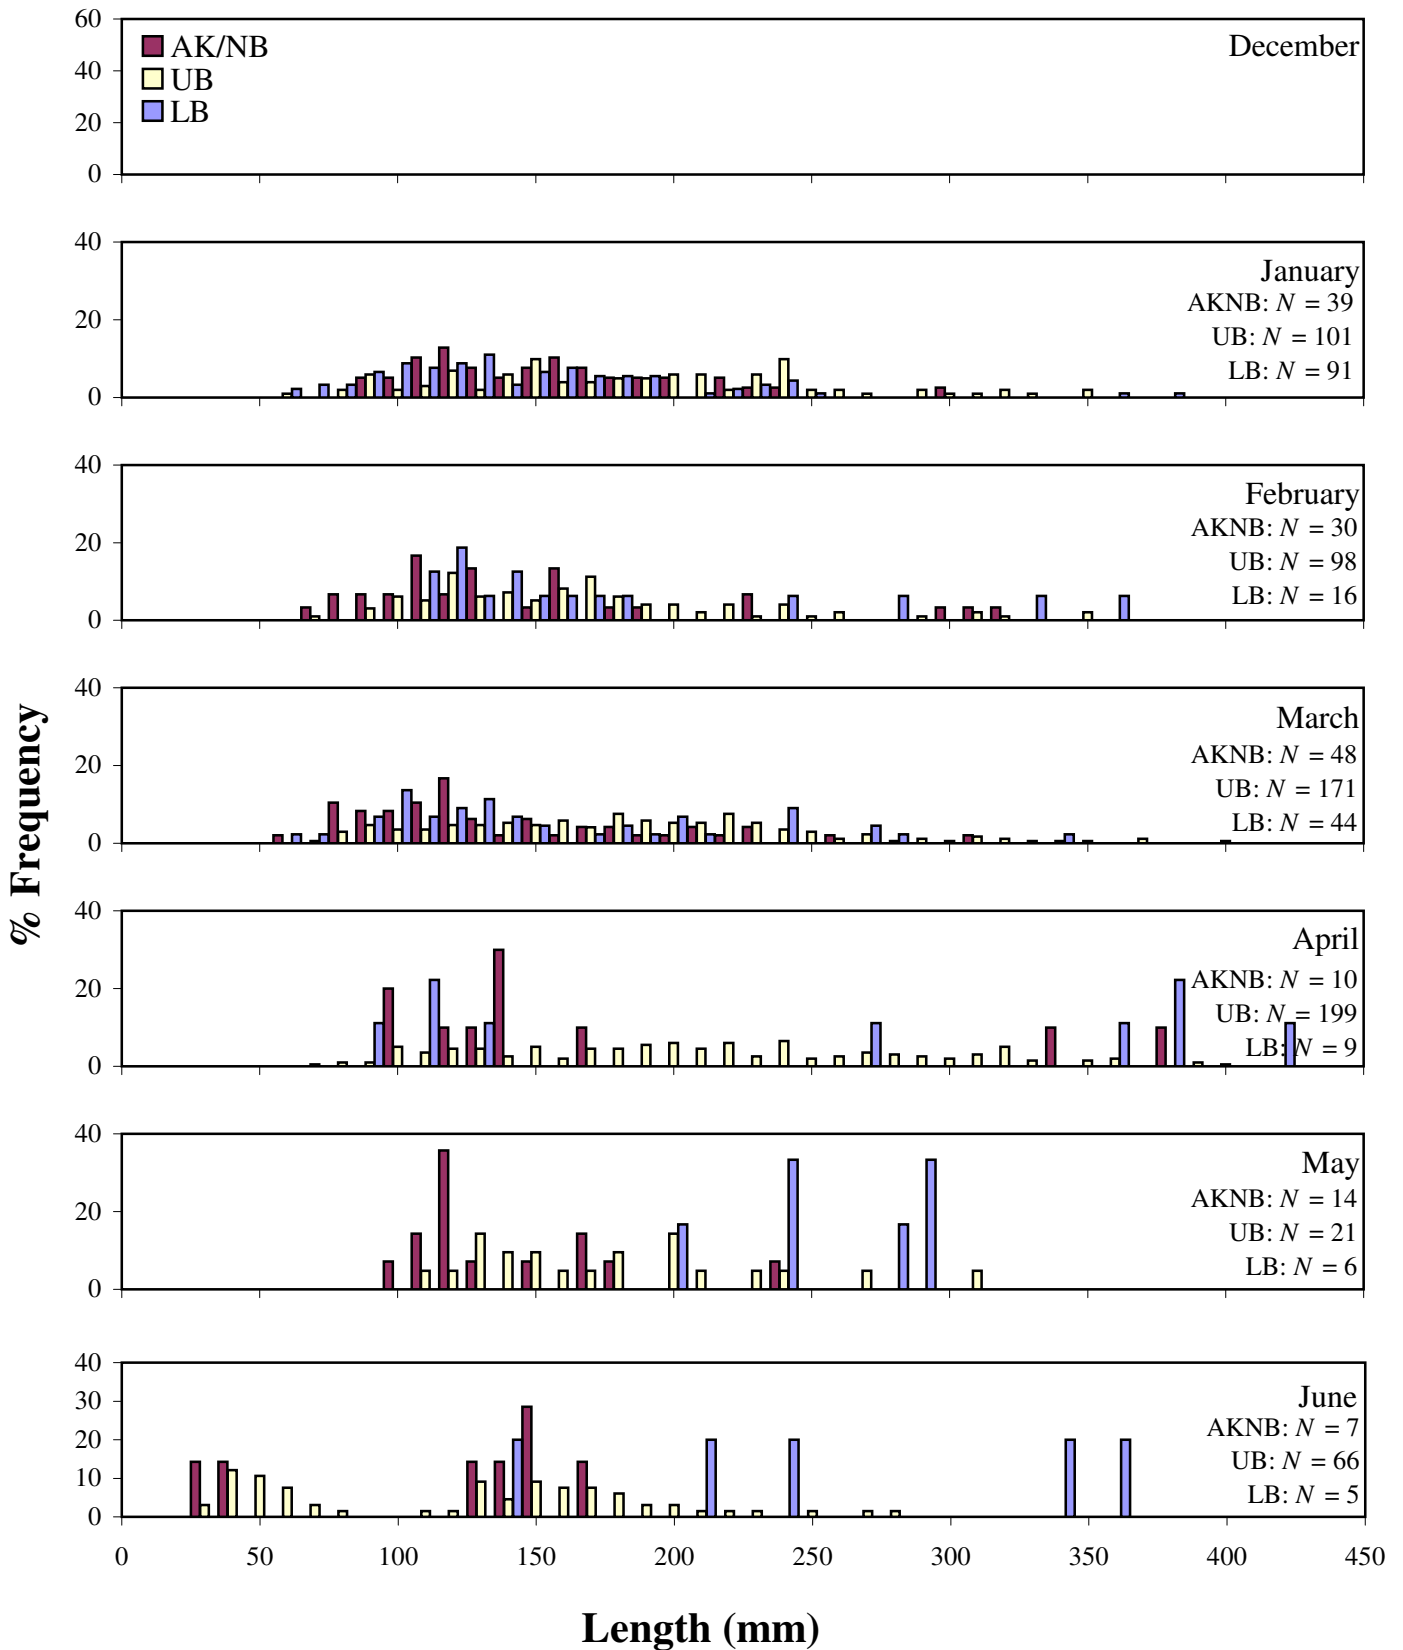 60
40
20
0
AK/NB
UB
LB
December
40
20
0
January
AKNB: N = 39
UB: N = 101
LB: N = 91
40
20
0
February
AKNB: N = 30
UB: N = 98
LB: N = 16
40
20
0
March
AKNB: N = 48
UB: N = 171
LB: N = 44
40
20
0
April
AKNB: N = 10
UB: N = 199
LB: N = 9
40
20
0
May
AKNB: N = 14
UB: N = 21
LB: N = 6
40
30
20
10
0
June
AKNB: N = 7
UB: N = 66
LB: N = 5
0 50 100 150 200 250 300 350 400 450
% Frequency
Length (mm)